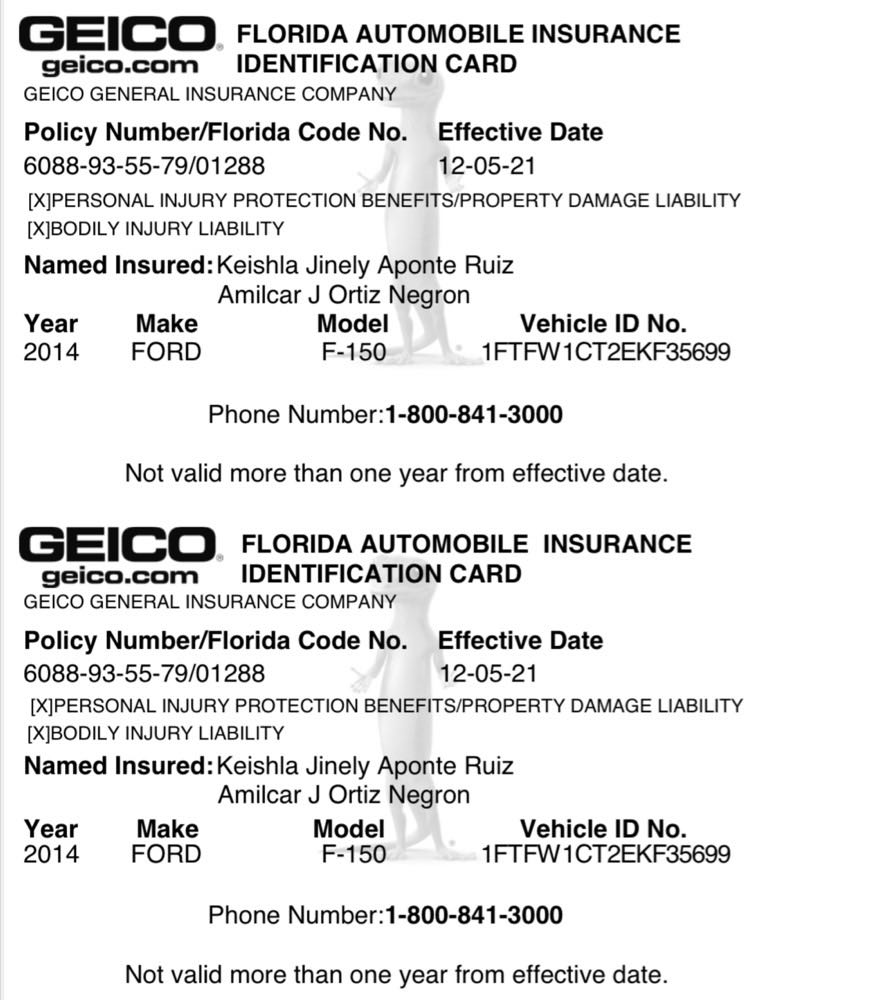 GEICO® FLORIDA AUTOMOBILE INSURANCE
geico.com IDENTIFICATION CARD
GEICO GENERAL INSURANCE COMPANY
Policy Number/Florida Code No. Effective Date
6088-93-55-79/01288 12-05-21
[X]PERSONAL INJURY PROTECTION BENEFITS/PROPERTY DAMAGE LIABILITY
[X]BODILY INJURY LIABILITY
Named Insured: Keishla Jinely Aponte Ruiz
Amilcar J Ortiz Negron
Year Make Model Vehicle ID No.
2014 FORD F-150 1FTFW1CT2EKF35699
Phone Number:1-800-841-3000
Not valid more than one year from effective date.
GEICO® FLORIDA AUTOMOBILE INSURANCE
geico.com IDENTIFICATION CARD
GEICO GENERAL INSURANCE COMPANY
Policy Number/Florida Code No. Effective Date
6088-93-55-79/01288 12-05-21
[X]PERSONAL INJURY PROTECTION BENEFITS/PROPERTY DAMAGE LIABILITY
[X]BODILY INJURY LIABILITY
Named Insured: Keishla Jinely Aponte Ruiz
Amilcar J Ortiz Negron
Year Make Model Vehicle ID No.
2014 FORD F-150 1FTFW1CT2EKF35699
Phone Number:1-800-841-3000
Not valid more than one year from effective date.